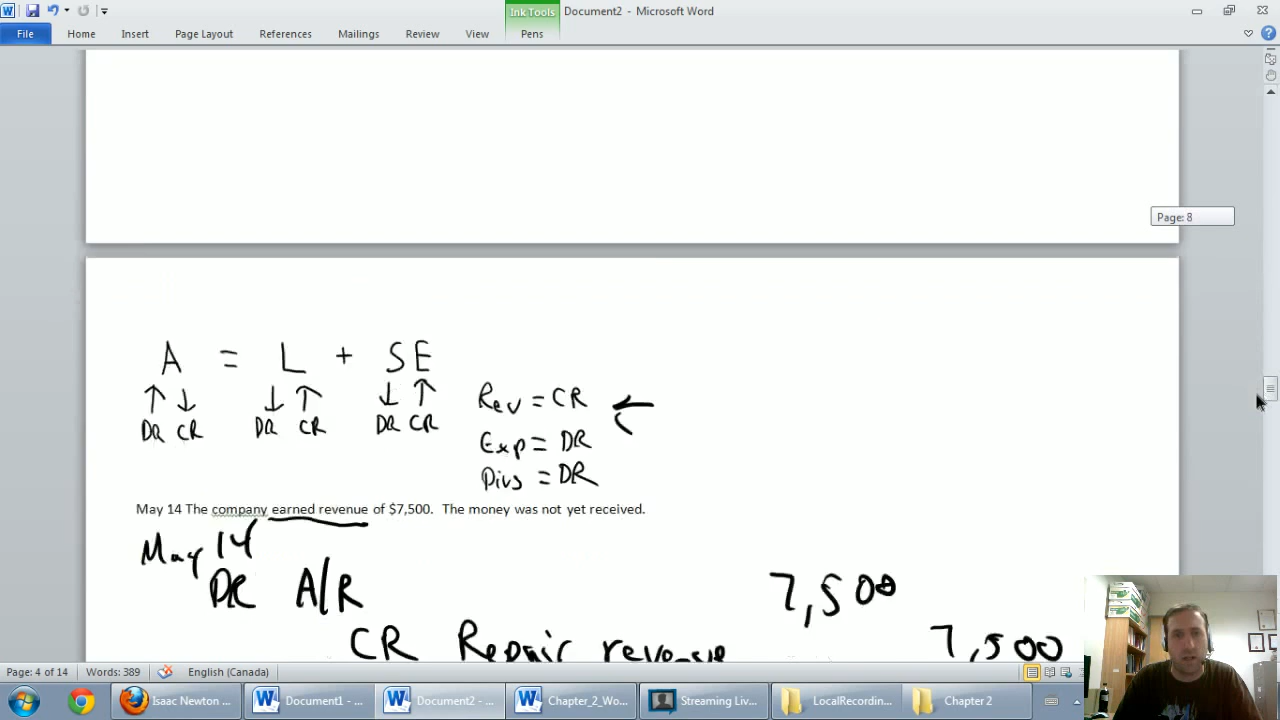 Ink Tools
Document2 - Microsoft Word
File Home Insert Page Layout References Mailings Review View Pens
Page: 8
A = L + SE
Rev = CR
DR CR DR CR DR CR
Exp = DR
Divs = DR
May 14 The company earned revenue of $7,500. The money was not yet received.
May 14
DR A/R 7,500
CR Repair revenue 7,500
Page: 4 of 14 Words: 389 English (Canada)
Isaac Newton ... Document1 - ... Document2 - ... Chapter_2_Wo... Streaming Liv... LocalRecordin... Chapter 2